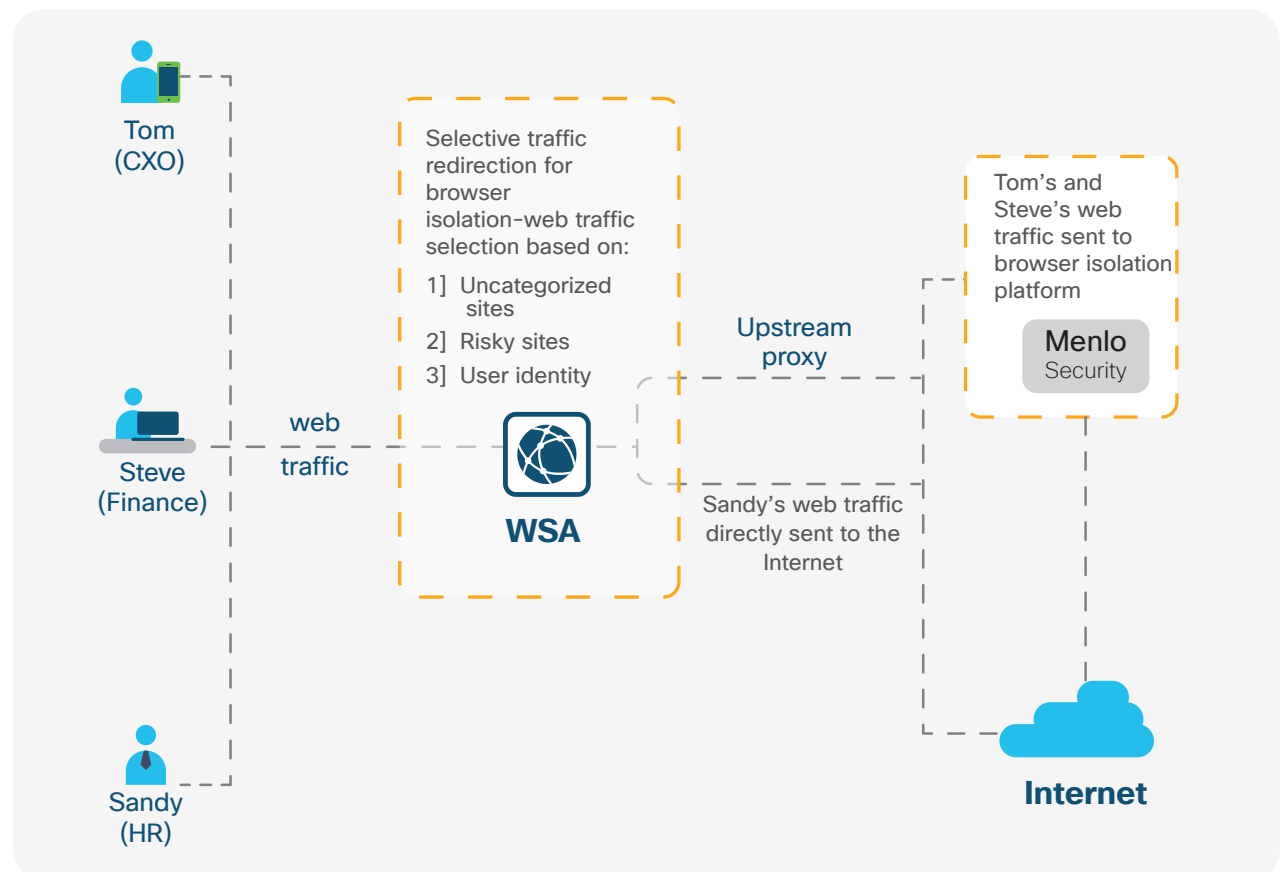 Tom
(CXO)
Steve
(Finance)
Sandy
(HR)
web
traffic
Selective traffic
redirection for
browser
isolation-web traffic
selection based on:
1] Uncategorized
sites
2] Risky sites
3] User identity
WSA
Upstream
proxy
Sandy's web traffic
directly sent to the
Internet
Tom's and
Steve's web
traffic sent to
browser isolation
platform
Menlo
Security
Internet